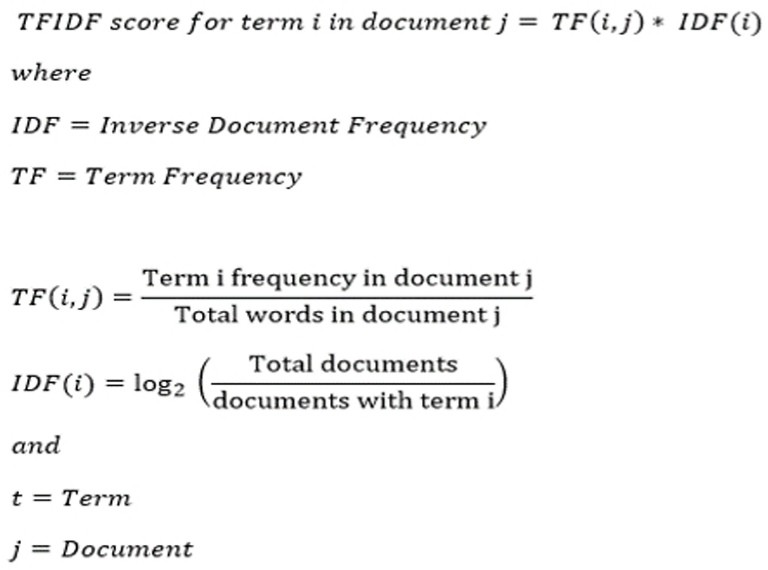 TFIDF score for term i in document j = TF(i,j) * IDF(i)
where
IDF = Inverse Document Frequency
TF = Term Frequency
TF(i,j) = Term i frequency in document j / Total words in document j
IDF(i) = log₂ (Total documents / documents with term i)
and
t = Term
j = Document